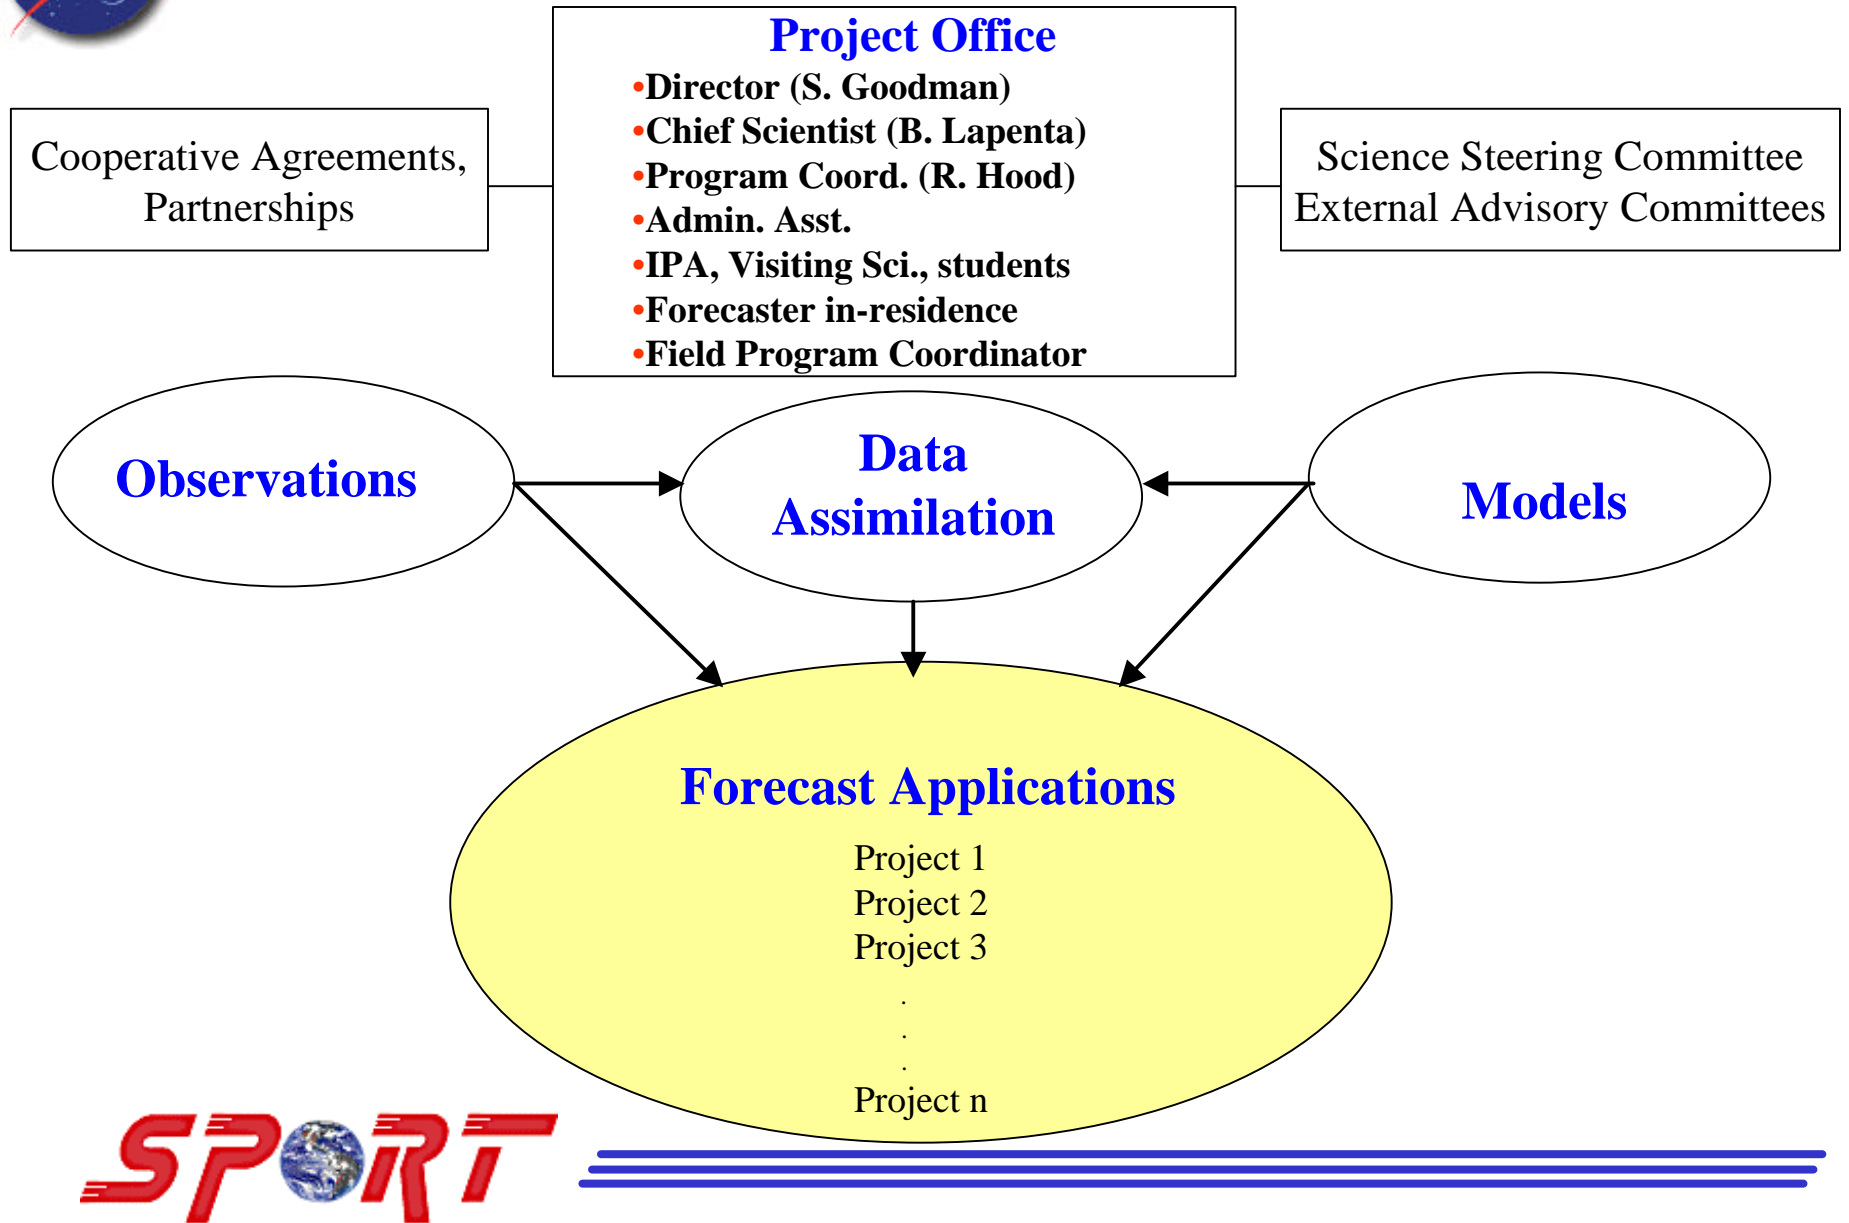 Project Office
•Director (S. Goodman)
•Chief Scientist (B. Lapenta)
•Program Coord. (R. Hood)
•Admin. Asst.
•IPA, Visiting Sci., students
•Forecaster in-residence
•Field Program Coordinator
Cooperative Agreements,
Partnerships
Science Steering Committee
External Advisory Committees
Observations
Data
Assimilation
Models
Forecast Applications
Project 1
Project 2
Project 3
.
.
.
Project n
SPORT